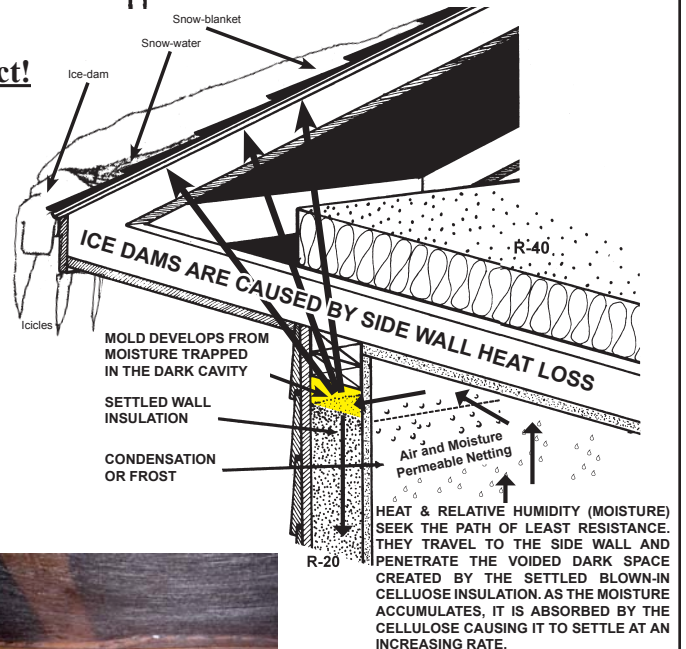 Snow-blanket
Snow-water
ct!
Ice-dam
R-40
ICE DAMS ARE CAUSED BY SIDE WALL HEAT LOSS
Icicles
MOLD DEVELOPS FROM
MOISTURE TRAPPED
IN THE DARK CAVITY
SETTLED WALL
INSULATION
Air and Moisture
Permeable Netting
CONDENSATION
OR FROST
R-20
HEAT & RELATIVE HUMIDITY (MOISTURE)
SEEK THE PATH OF LEAST RESISTANCE.
THEY TRAVEL TO THE SIDE WALL AND
PENETRATE THE VOIDED DARK SPACE
CREATED BY THE SETTLED BLOWN-IN
CELLUOSE INSULATION. AS THE MOISTURE
ACCUMULATES, IT IS ABSORBED BY THE
CELLULOSE CAUSING IT TO SETTLE AT AN
INCREASING RATE.